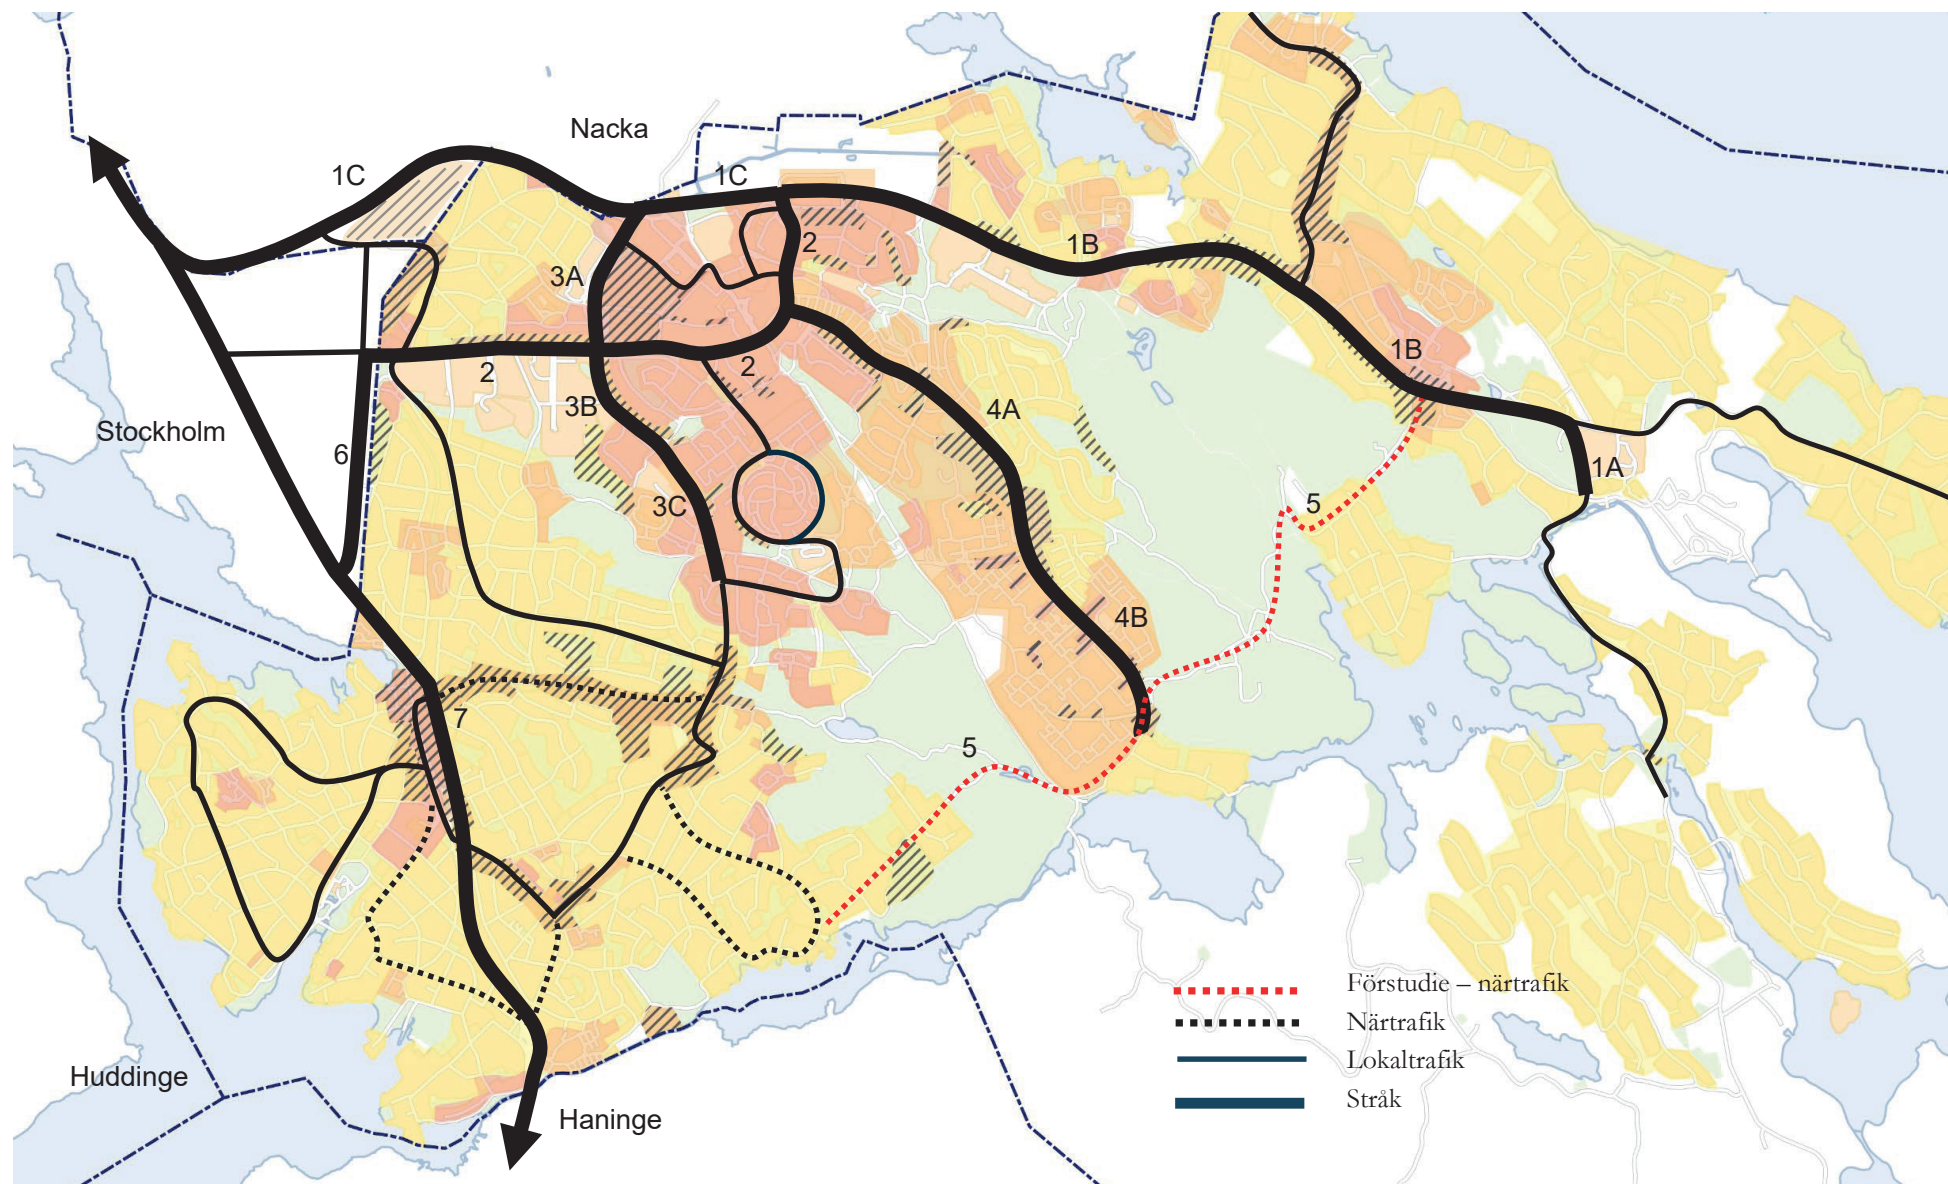 Nacka
1C
1C
2
1B
3A
1B
2
2
3B
4A
Stockholm
6
1A
3C
5
4B
7
5
Förstudie – närtrafik
Närtrafik
Lokaltrafik
Huddinge
Stråk
Haninge